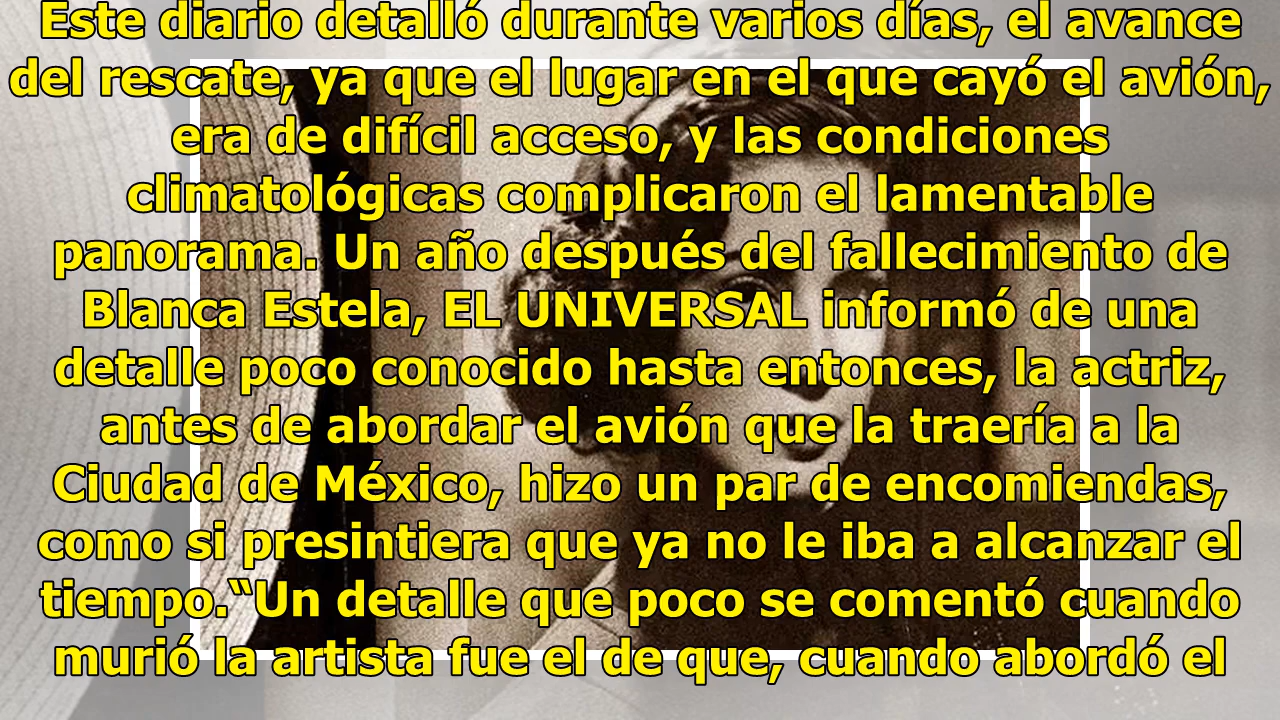 Este diario detalló durante varios días, el avance
del rescate, ya que el lugar en el que cayó el avión,
era de difícil acceso, y las condiciones
climatológicas complicaron el lamentable
panorama. Un año después del fallecimiento de
Blanca Estela, EL UNIVERSAL informó de una
detalle poco conocido hasta entonces, la actriz,
antes de abordar el avión que la traería a la
Ciudad de México, hizo un par de encomiendas,
como si presintiera que ya no le iba a alcanzar el
tiempo.“Un detalle que poco se comentó cuando
murió la artista fue el de que, cuando abordó el